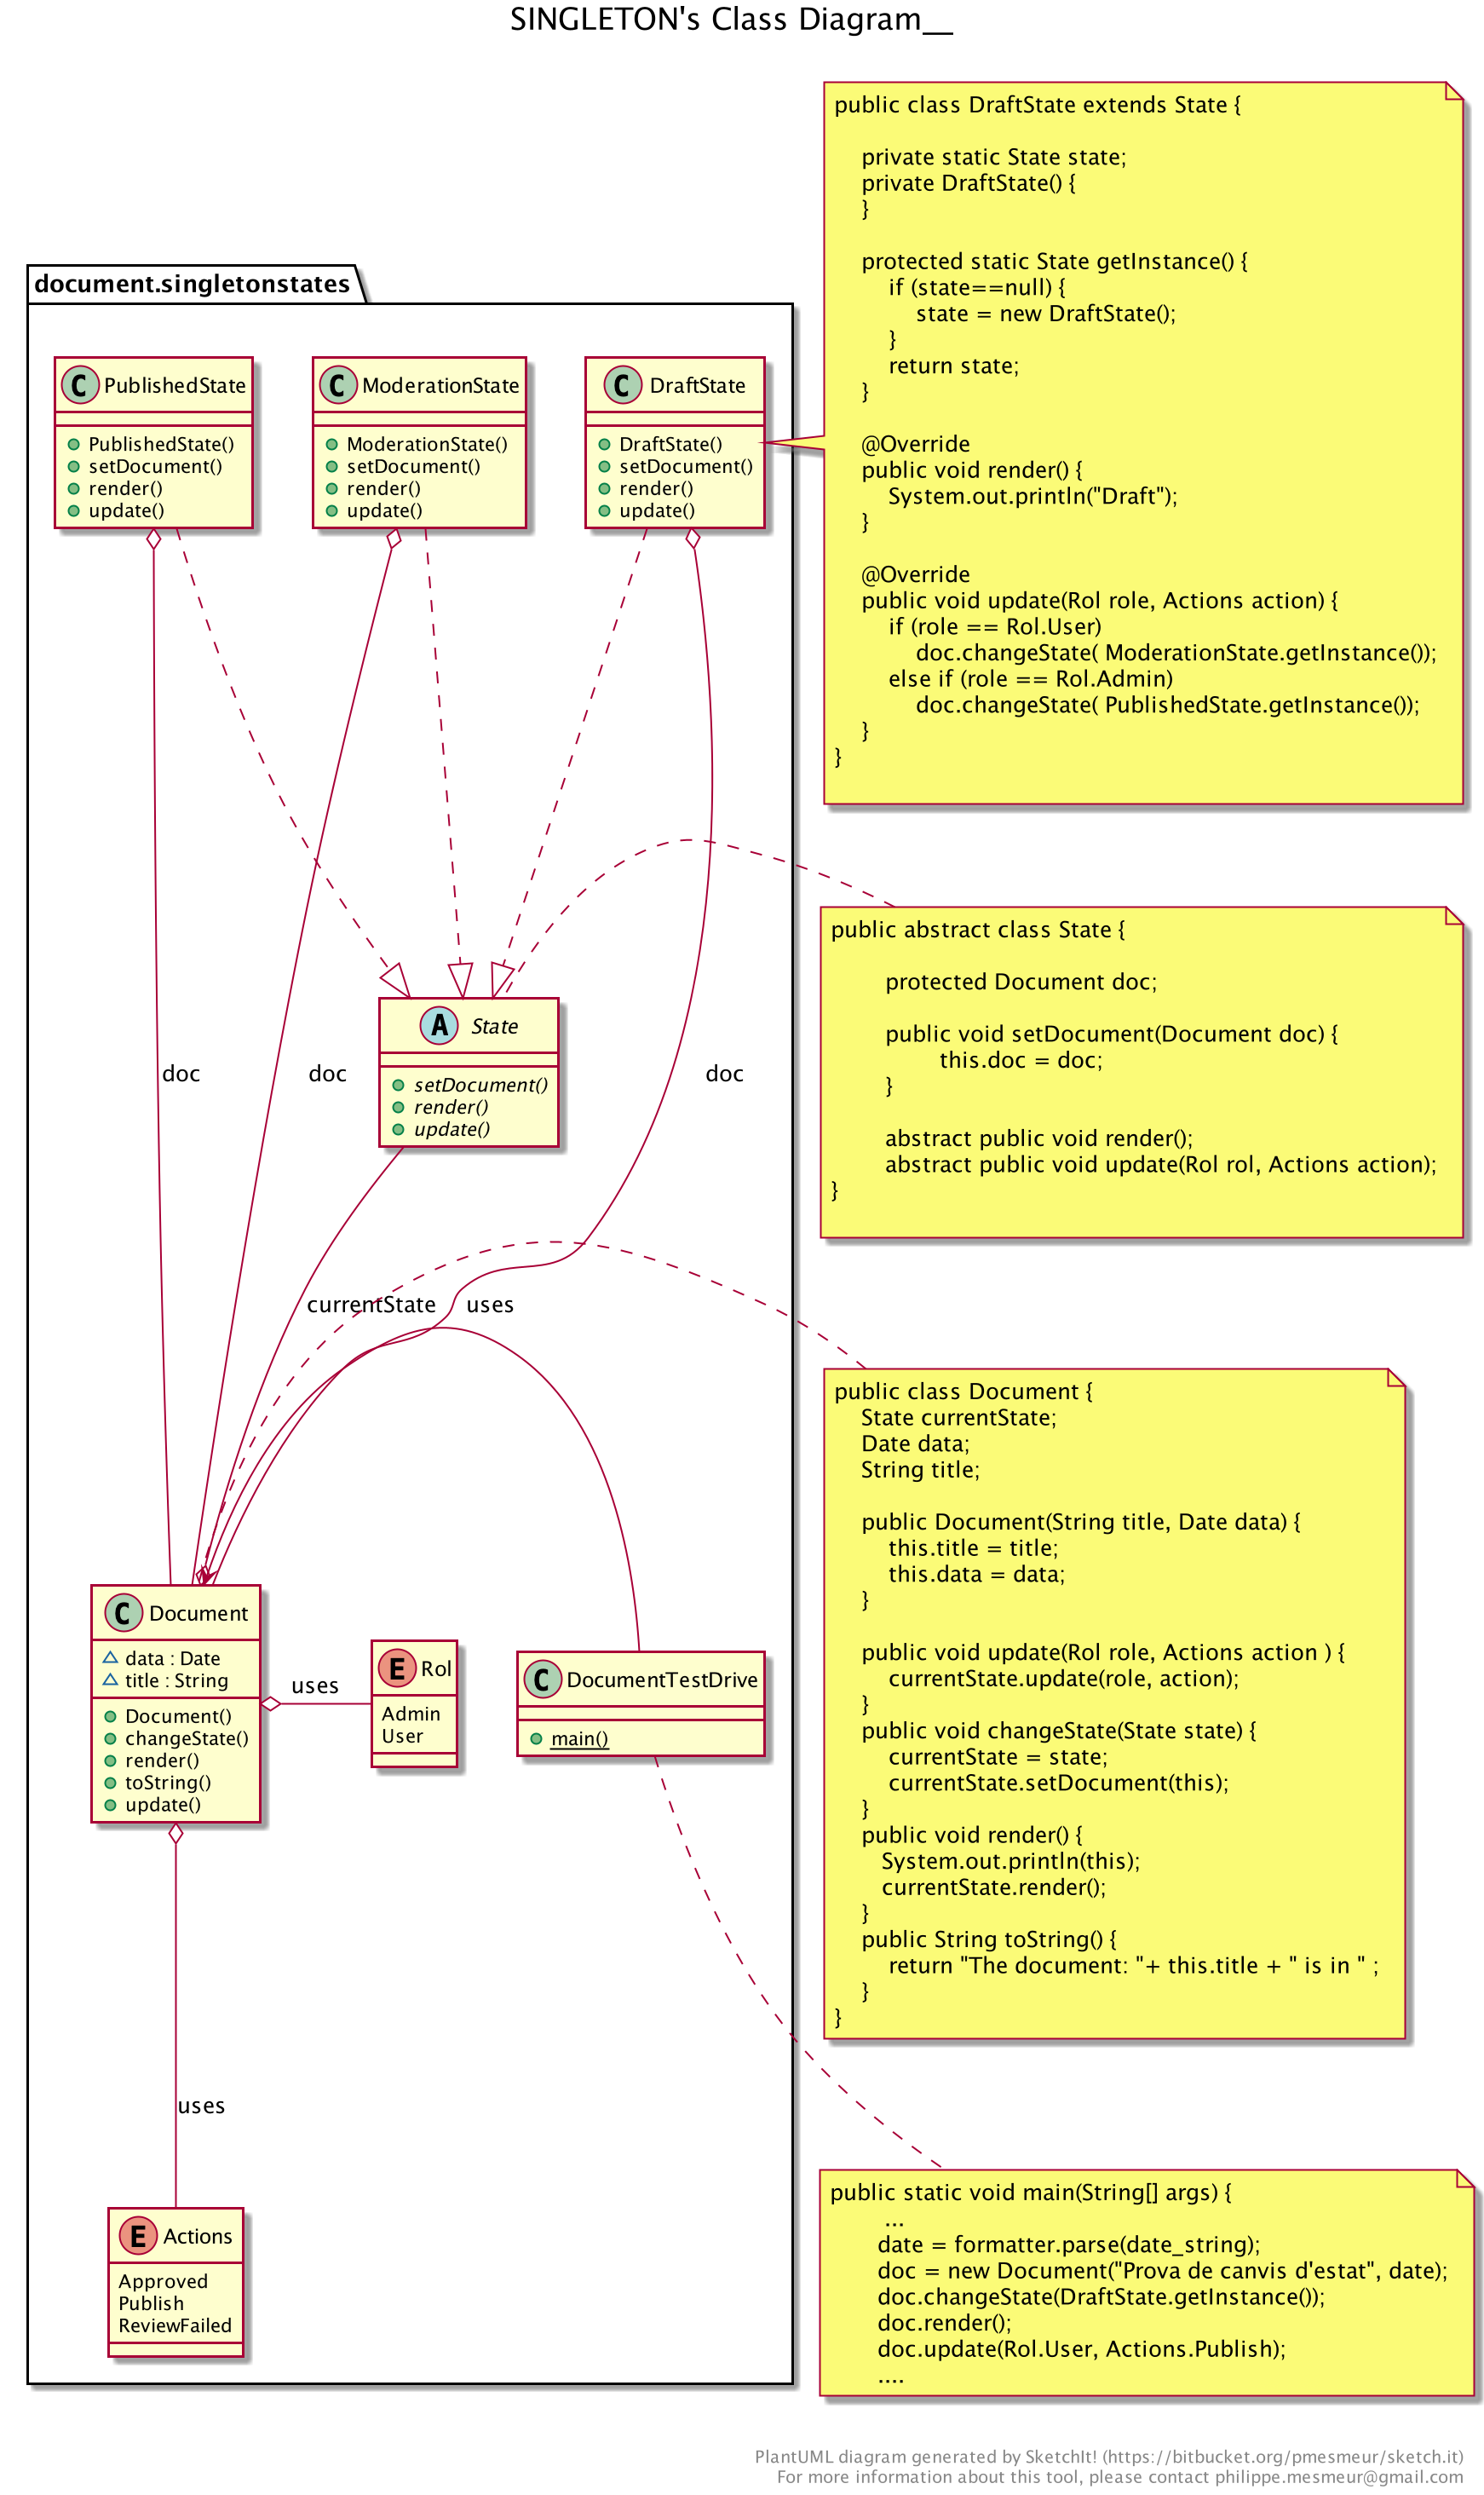 SINGLETON's Class Diagram__
public class DraftState extends State {
private static State state;
private DraftState() {
}
protected static State getInstance() {
if (state==null) {
state = new DraftState();
}
return state;
}
@Override
public void render() {
System.out.println("Draft");
}
@Override
public void update(Rol role, Actions action) {
if (role == Rol.User)
doc.changeState( ModerationState.getInstance());
else if (role == Rol.Admin)
doc.changeState( PublishedState.getInstance());
}
}
document.singletonstates
C PublishedState
PublishedState()
setDocument()
render()
update()
C ModerationState
ModerationState()
setDocument()
render()
update()
C DraftState
DraftState()
setDocument()
render()
update()
public abstract class State {
protected Document doc;
public void setDocument(Document doc) {
this.doc = doc;
}
abstract public void render();
abstract public void update(Rol rol, Actions action);
}
A State
setDocument()
render()
update()
doc
doc
doc
currentState
uses
public class Document {
State currentState;
Date data;
String title;
public Document(String title, Date data) {
this.title = title;
this.data = data;
}
public void update(Rol role, Actions action ) {
currentState.update(role, action);
}
public void changeState(State state) {
currentState = state;
currentState.setDocument(this);
}
public void render() {
System.out.println(this);
currentState.render();
}
public String toString() {
return "The document: "+ this.title + " is in " ;
}
}
C Document
data : Date
title : String
Document()
changeState()
render()
toString()
update()
uses
E Rol
Admin
User
C DocumentTestDrive
main()
uses
E Actions
Approved
Publish
ReviewFailed
public static void main(String[] args) {
...
date = formatter.parse(date_string);
doc = new Document("Prova de canvis d'estat", date);
doc.changeState(DraftState.getInstance());
doc.render();
doc.update(Rol.User, Actions.Publish);
....
PlantUML diagram generated by SketchIt! (https://bitbucket.org/pmesmeur/sketch.it)
For more information about this tool, please contact philippe.mesmeur@gmail.com